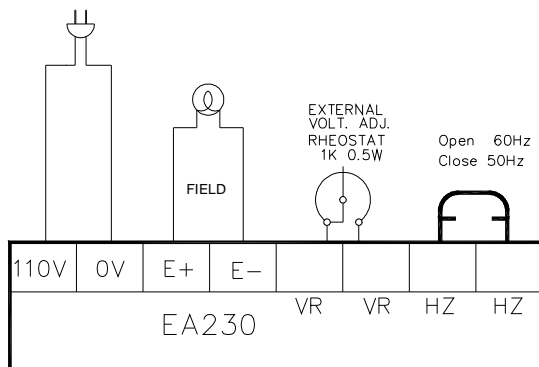 EXTERNAL
VOLT. ADJ.
RHEOSTAT
1K 0.5W
Open 60Hz
Close 50Hz
FIELD
110V 0V E+ E-
VR VR HZ HZ
EA230